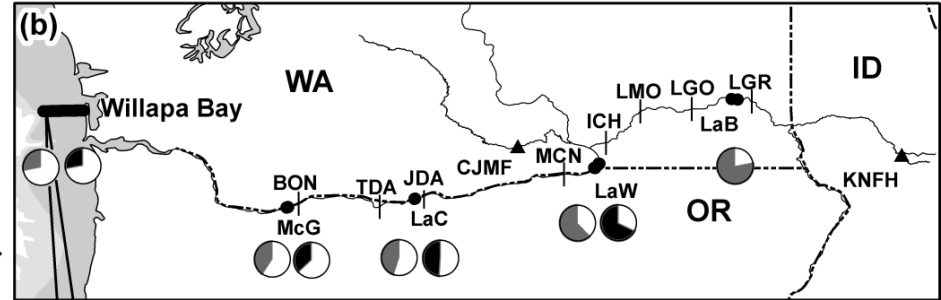 (b)
WA
ID
Willapa Bay
LMO
LGO
LGR
ICH
LaB
MCN
CJMF
KNFH
BON
TDA
JDA
LaW
McG
LaC
OR